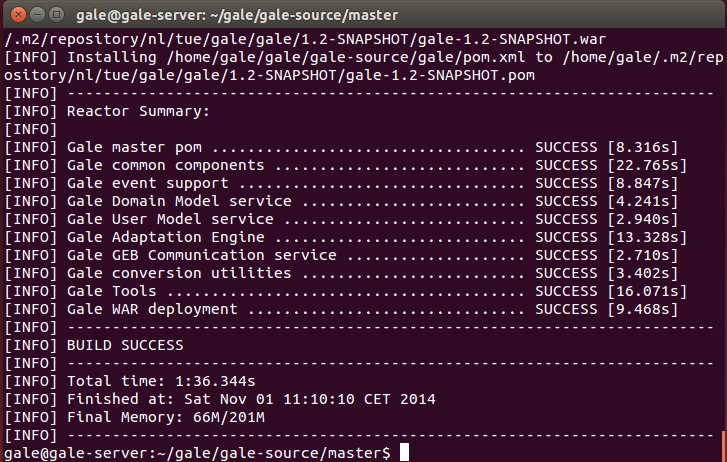 gale@gale-server: ~/gale/gale-source/master
/.m2/repository/nl/tue/gale/gale/1.2-SNAPSHOT/gale-1.2-SNAPSHOT.war
[INFO] Installing /home/gale/gale/gale-source/gale/pom.xml to /home/gale/.m2/rep
ository/nl/tue/gale/gale/1.2-SNAPSHOT/gale-1.2-SNAPSHOT.pom
[INFO] ------------------------------------------------------------------------
[INFO] Reactor Summary:
[INFO]
[INFO] Gale master pom ................................... SUCCESS [8.316s]
[INFO] Gale common components ............................ SUCCESS [22.765s]
[INFO] Gale event support ................................ SUCCESS [8.847s]
[INFO] Gale Domain Model service ......................... SUCCESS [4.241s]
[INFO] Gale User Model service ........................... SUCCESS [2.940s]
[INFO] Gale Adaptation Engine ............................ SUCCESS [13.328s]
[INFO] Gale GEB Communication service .................... SUCCESS [2.710s]
[INFO] Gale conversion utilities ......................... SUCCESS [3.402s]
[INFO] Gale Tools ........................................ SUCCESS [16.071s]
[INFO] Gale WAR deployment ............................... SUCCESS [9.468s]
[INFO] ------------------------------------------------------------------------
[INFO] BUILD SUCCESS
[INFO] ------------------------------------------------------------------------
[INFO] Total time: 1:36.344s
[INFO] Finished at: Sat Nov 01 11:10:10 CET 2014
[INFO] Final Memory: 66M/201M
[INFO] ------------------------------------------------------------------------
gale@gale-server:~/gale/gale-source/master$